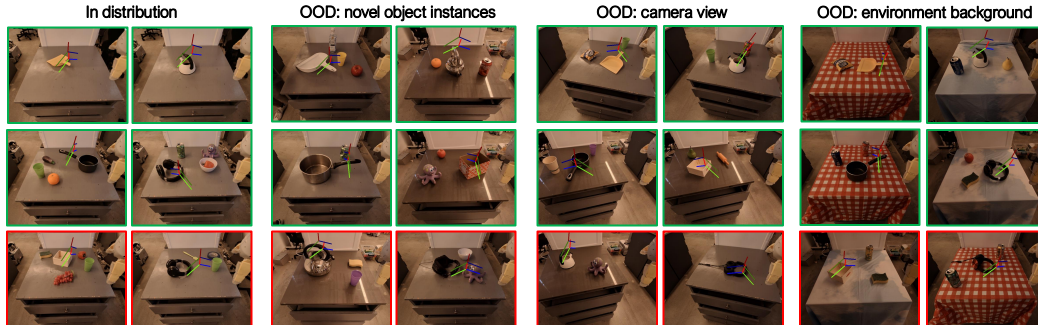 In distribution
OOD: novel object instances
OOD: camera view
OOD: environment background